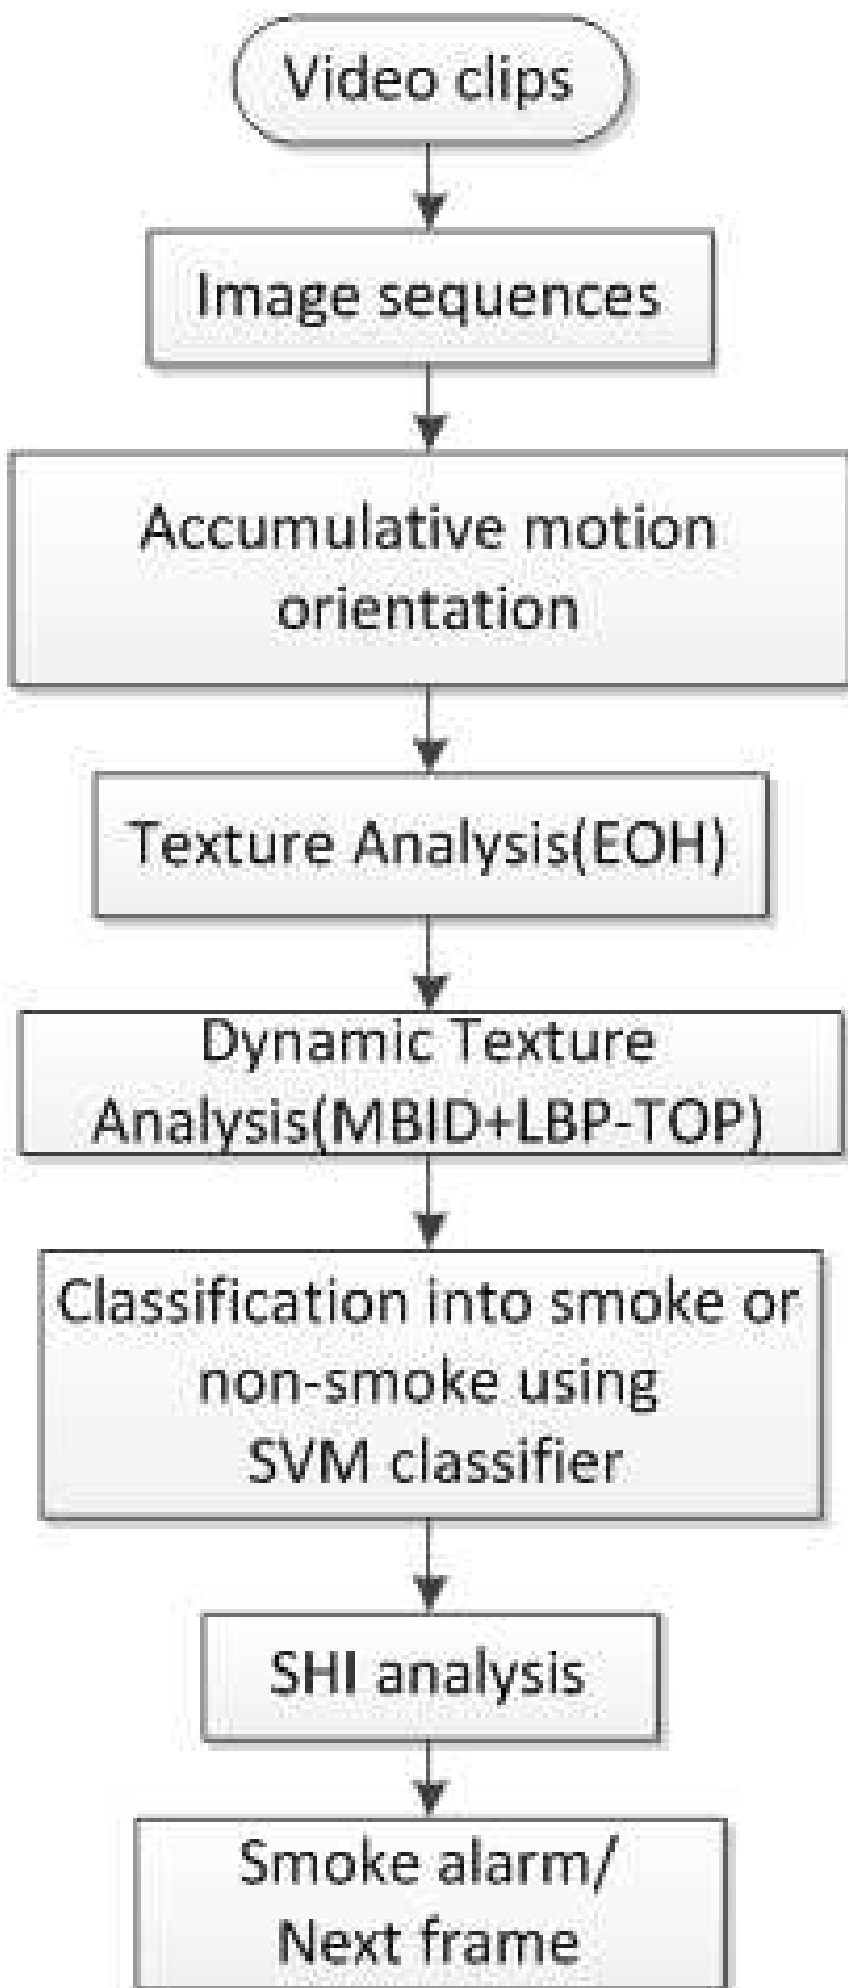 Video clips
Image sequences
Accumulative motion
orientation
Texture Analysis(EOH)
Dynamic Texture
Analysis(MBID+LBP-TOP)
Classification into smoke or
non-smoke using
SVM classifier
SHI analysis
Smoke alarm/
Next frame